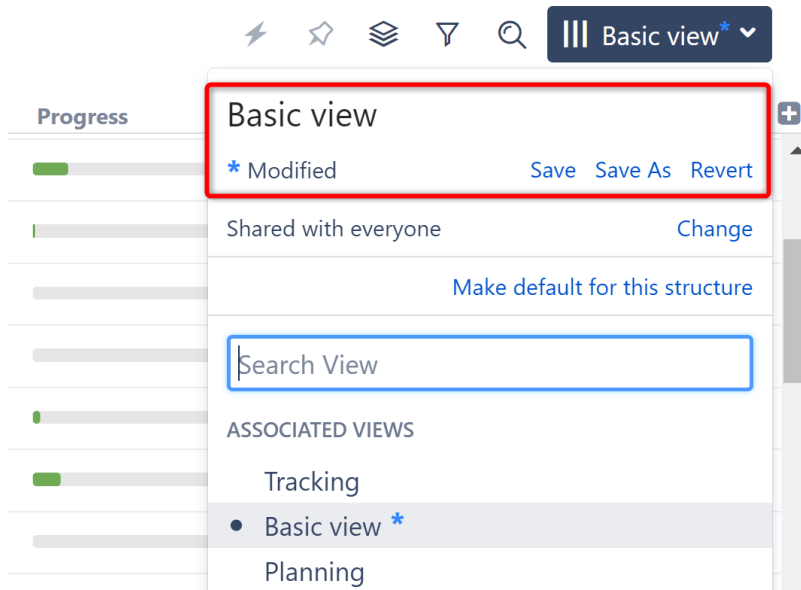 Basic view*
Progress
Basic view
* Modified Save Save As Revert
Shared with everyone Change
Make default for this structure
Search View
ASSOCIATED VIEWS
Tracking
Basic view *
Planning